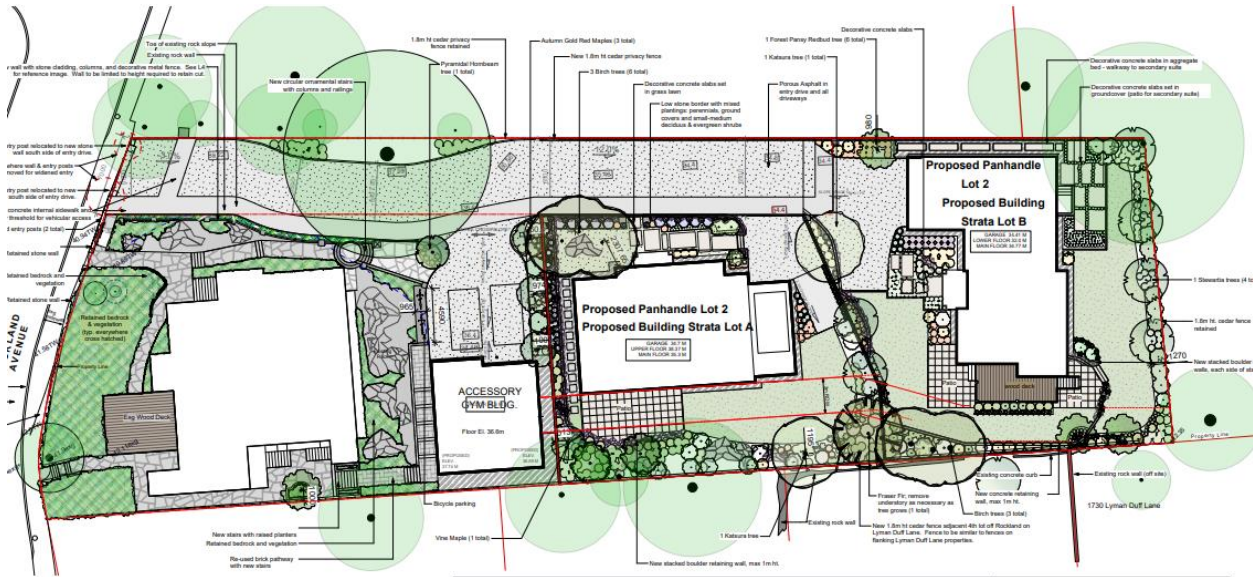 Toe of existing rock slope
Existing rock wall
wall with stone cladding, columns, and decorative metal fence. See L4
for reference image. Wall to be limited to height required to retain cut.
New circular ornamental stairs
with columns and railings
1.8m ht cedar privacy
fence retained
Pyramidal Hornbeam
tree (1 total)
Autumn Gold Red Maples (3 total)
New 1.8m ht cedar privacy fence
3 Birch trees (6 total)
Decorative concrete slabs
set in grass lawn
Low stone border with mixed
plantings: perennials, ground
covers and small-medium
deciduous & evergreen shrubs
Decorative concrete slabs
1 Forest Pansy Redbud tree (6 total)
1 Katsura tree (1 total)
Porous Asphalt in
entry drive and all
driveways
Decorative concrete slabs in aggregate
bed - walkway to secondary suite
Decorative concrete slabs set in
groundcover (patio for secondary suite)
try post relocated to new stone
wall south side of entry drive.
where wall & entry posts
moved for widened entry
try post relocated to new
south side of entry drive.
concrete internal sidewalk and
threshold for vehicular access
d entry posts (2 total)
etained stone wall
etained bedrock and
vegetation
Retained stone wall
Retained bedrock
& vegetation
(typ. everywhere
cross hatched)
Property Line
KLAND
AVENUE
Exg Wood Deck
965
4590
980
ACCESSORY
GYM BLDG.
Floor El. 36.6m
Proposed Panhandle Lot 2
Proposed Building Strata Lot A
GARAGE 36.7 M
UPPER FLOOR 38.37 M
MAIN FLOOR 35.3 M
Patio
Proposed Panhandle
Lot 2
Proposed Building
Strata Lot B
GARAGE 33.41 M
LOWER FLOOR 32.0 M
MAIN FLOOR 34.77 M
Patio
wood deck
Patio
1 Stewartia trees (4 to
1.8m ht. cedar fence
retained
New stacked boulder
walls, each side of sta
1270
Property Line
1000
1195
Bicycle parking
New stairs with raised planters
Retained bedrock and vegetation
Re-used brick pathway
with new stairs
Vine Maple (1 total)
New stacked boulder retaining wall, max 1m ht.
1 Katsura tree
Existing rock wall
Fraser Fir; remove
understory as necessary as
tree grows (1 total)
New 1.8m ht cedar fence adjacent 4th lot off Rockland on
Lyman Duff Lane. Fence to be similar to fences on
flanking Lyman Duff Lane properties.
Existing concrete curb
New concrete retaining
wall, max 1m ht.
Birch trees (3 total)
Existing rock wall (off site)
1730 Lyman Duff Lane